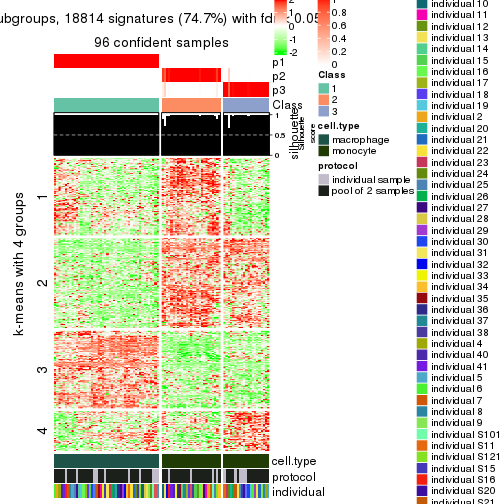 ubgroups, 18814 signatures (74.7%) with fdr < 0.05
96 confident samples
p1
p2
p3
Class
silhouette
score
1
0.5
0
2
1
0
-1
-2
1
0.8
0.6
0.4
0.2
0
Class
1
2
3
cell.type
macrophage
monocyte
protocol
individual sample
pool of 2 samples
k-means with 4 groups
1
2
3
4
cell.type
protocol
individual
individual 10
individual 11
individual 12
individual 13
individual 14
individual 15
individual 16
individual 17
individual 18
individual 19
individual 2
individual 20
individual 21
individual 22
individual 23
individual 24
individual 25
individual 26
individual 27
individual 28
individual 29
individual 30
individual 31
individual 32
individual 33
individual 34
individual 35
individual 36
individual 37
individual 38
individual 4
individual 40
individual 41
individual 5
individual 6
individual 7
individual 8
individual 9
individual S101
individual S11
individual S121
individual S15
individual S16
individual S20
individual S21